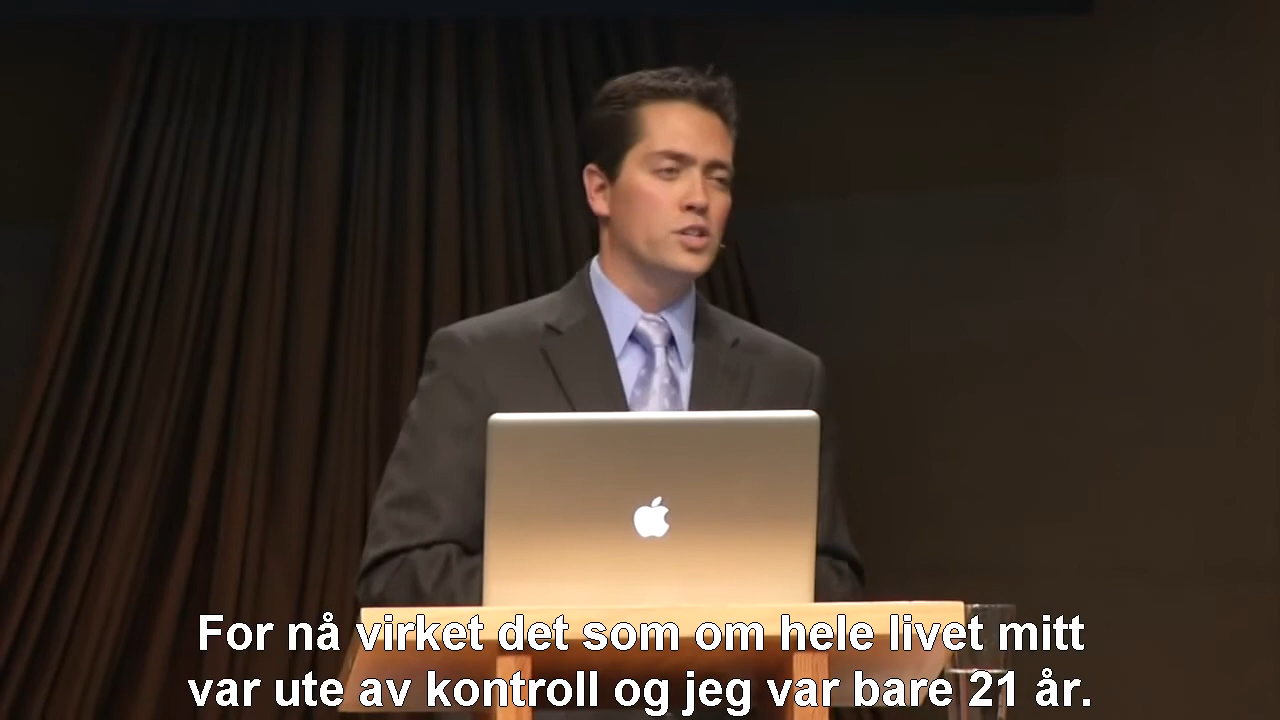 For nå virket det som om hele livet mitt
var ute av kontroll og jeg var bare 21 år.